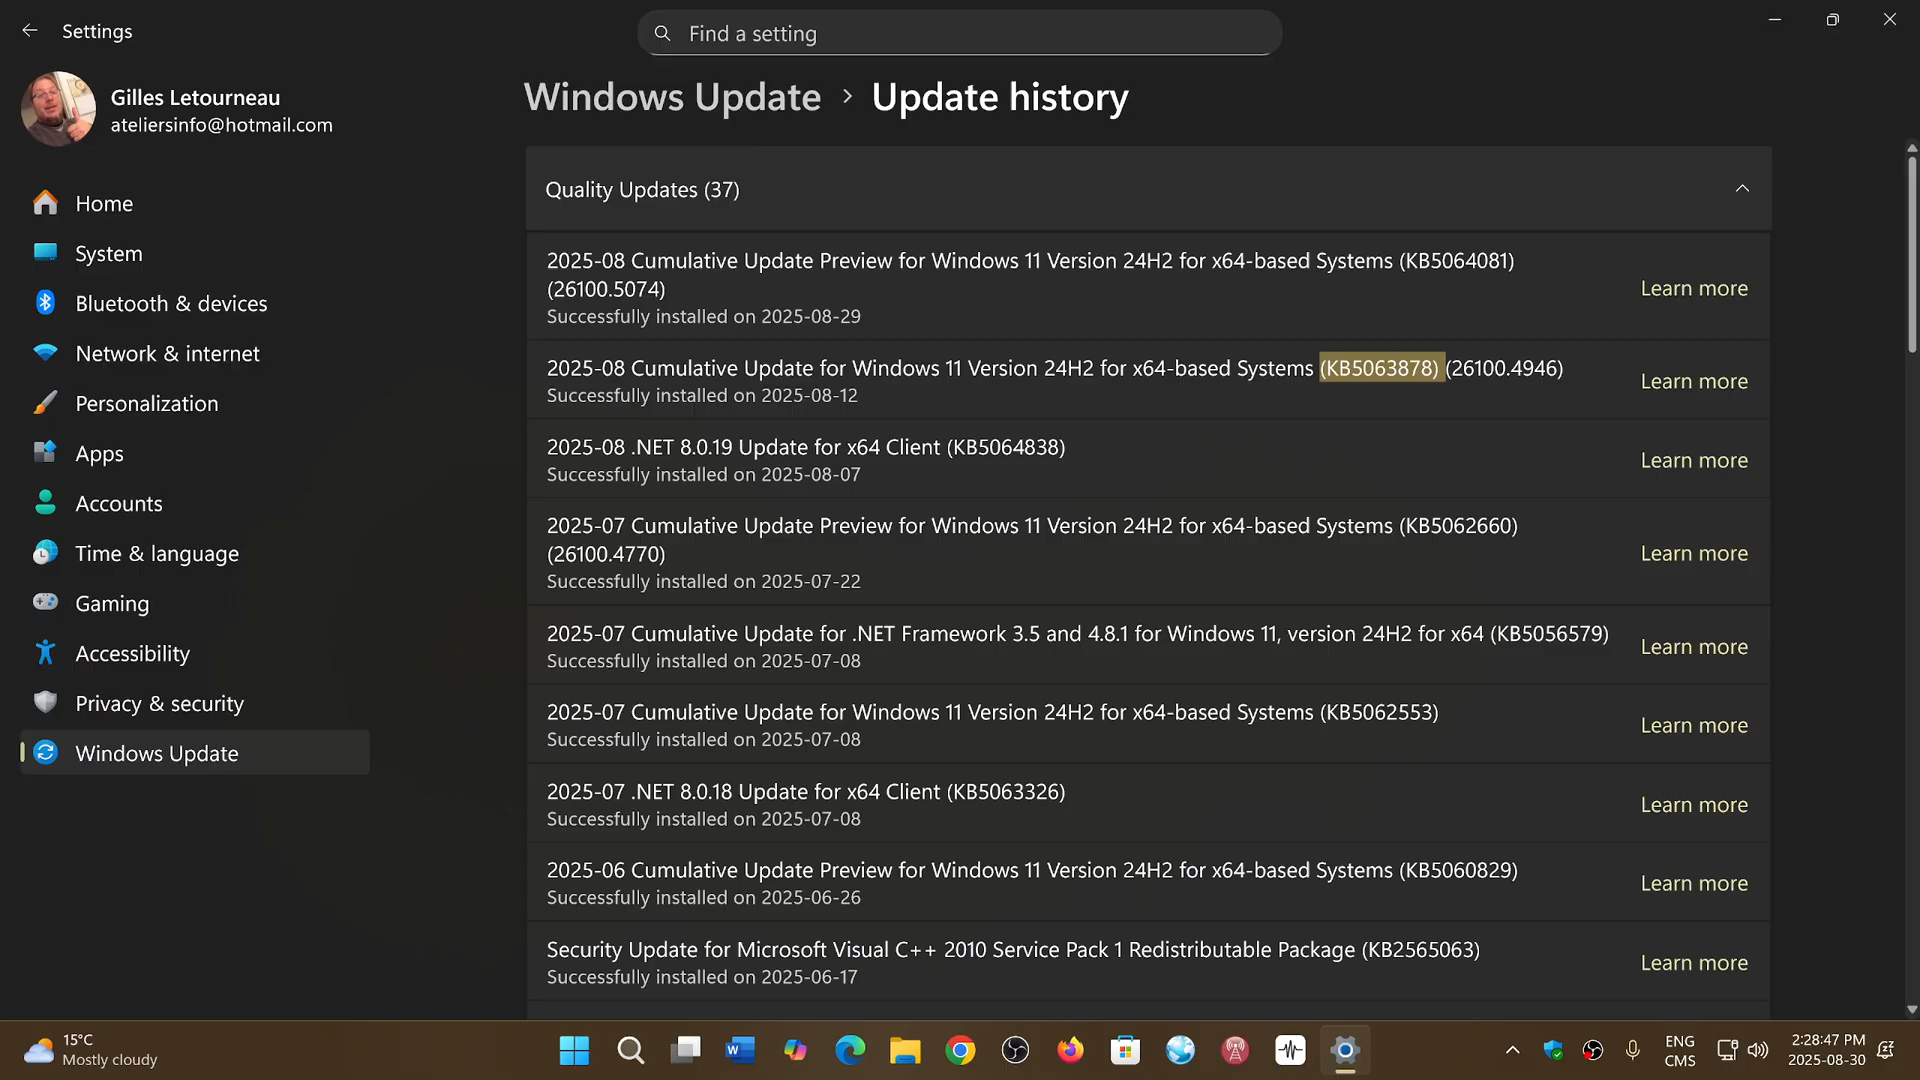 Settings
Find a setting
Gilles Letourneau
ateliersinfo@hotmail.com
Home
System
Bluetooth & devices
Network & internet
Personalization
Apps
Accounts
Time & language
Gaming
Accessibility
Privacy & security
Windows Update
Windows Update > Update history
Quality Updates (37)
2025-08 Cumulative Update Preview for Windows 11 Version 24H2 for x64-based Systems (KB5064081)
(26100.5074)
Successfully installed on 2025-08-29
Learn more
2025-08 Cumulative Update for Windows 11 Version 24H2 for x64-based Systems (KB5063878) (26100.4946)
Successfully installed on 2025-08-12
Learn more
2025-08 .NET 8.0.19 Update for x64 Client (KB5064838)
Successfully installed on 2025-08-07
Learn more
2025-07 Cumulative Update Preview for Windows 11 Version 24H2 for x64-based Systems (KB5062660)
(26100.4770)
Successfully installed on 2025-07-22
Learn more
2025-07 Cumulative Update for .NET Framework 3.5 and 4.8.1 for Windows 11, version 24H2 for x64 (KB5056579)
Successfully installed on 2025-07-08
Learn more
2025-07 Cumulative Update for Windows 11 Version 24H2 for x64-based Systems (KB5062553)
Successfully installed on 2025-07-08
Learn more
2025-07 .NET 8.0.18 Update for x64 Client (KB5063326)
Successfully installed on 2025-07-08
Learn more
2025-06 Cumulative Update Preview for Windows 11 Version 24H2 for x64-based Systems (KB5060829)
Successfully installed on 2025-06-26
Learn more
Security Update for Microsoft Visual C++ 2010 Service Pack 1 Redistributable Package (KB2565063)
Successfully installed on 2025-06-17
Learn more
15°C
Mostly cloudy
ENG
CMS
2:28:47 PM
2025-08-30